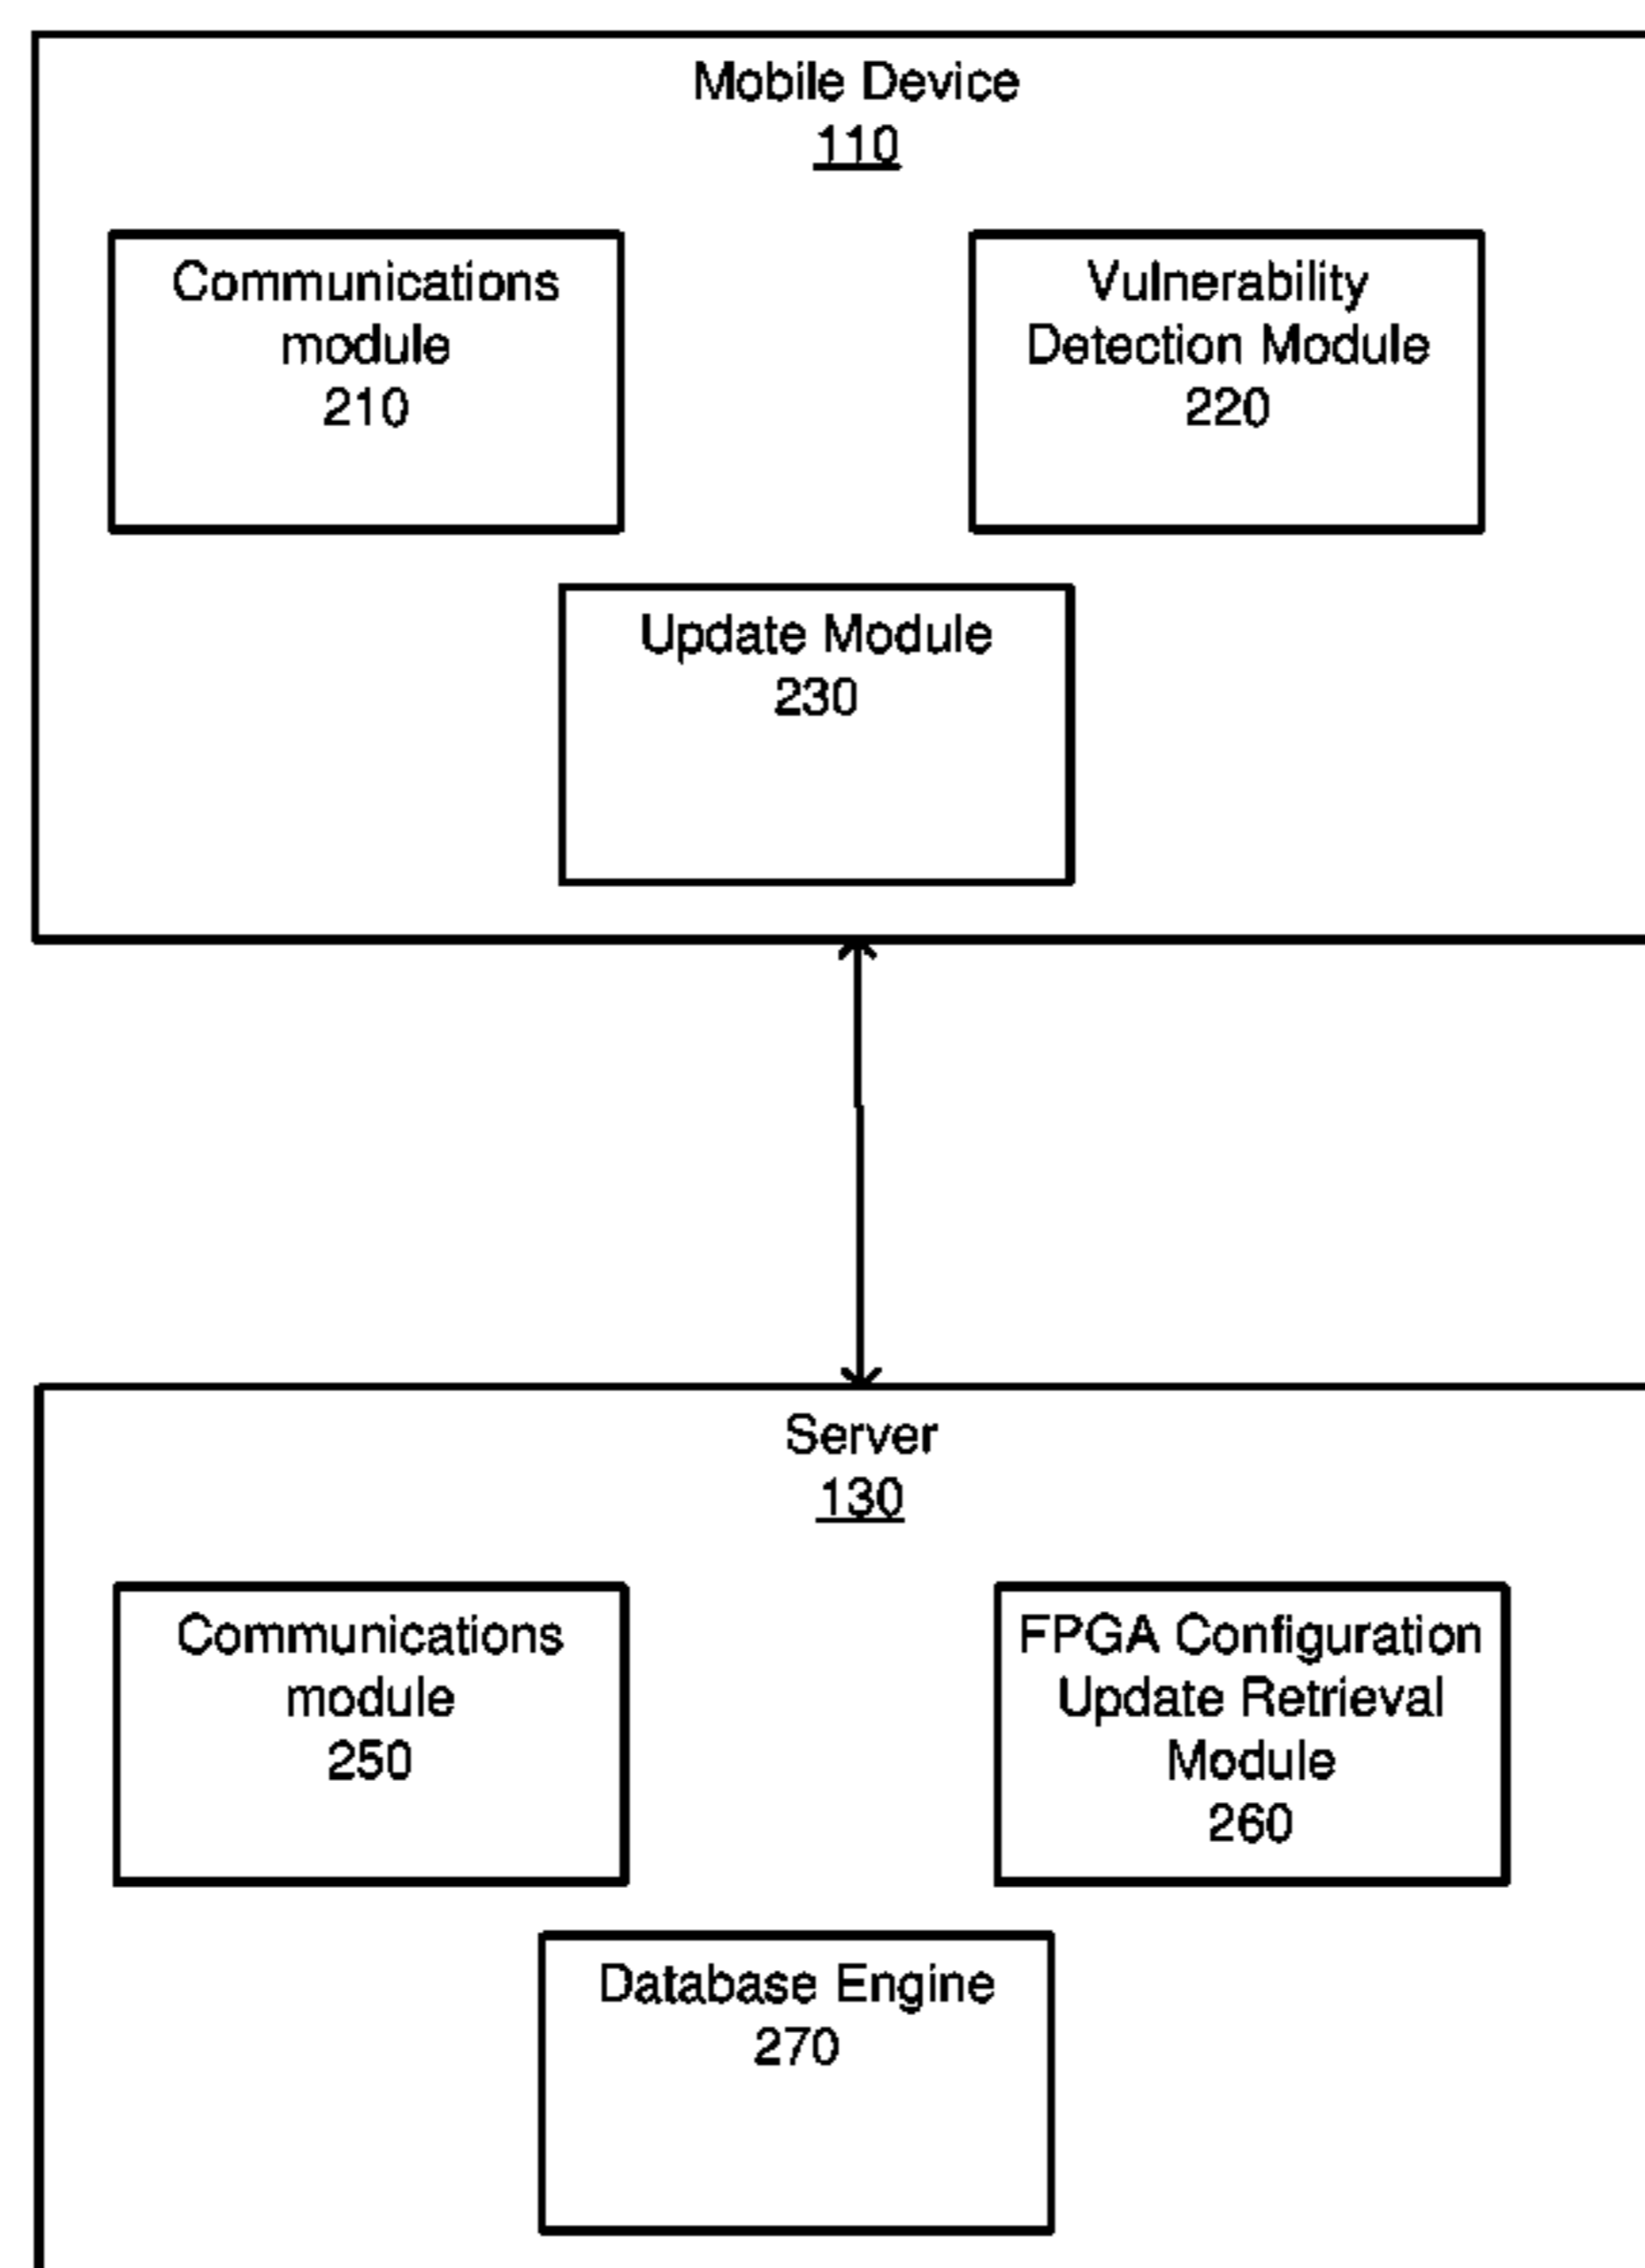 Mobile Device
110
Communications
module
210
Vulnerability
Detection Module
220
Update Module
230
Server
130
Communications
module
250
FPGA Configuration
Update Retrieval
Module
260
Database Engine
270